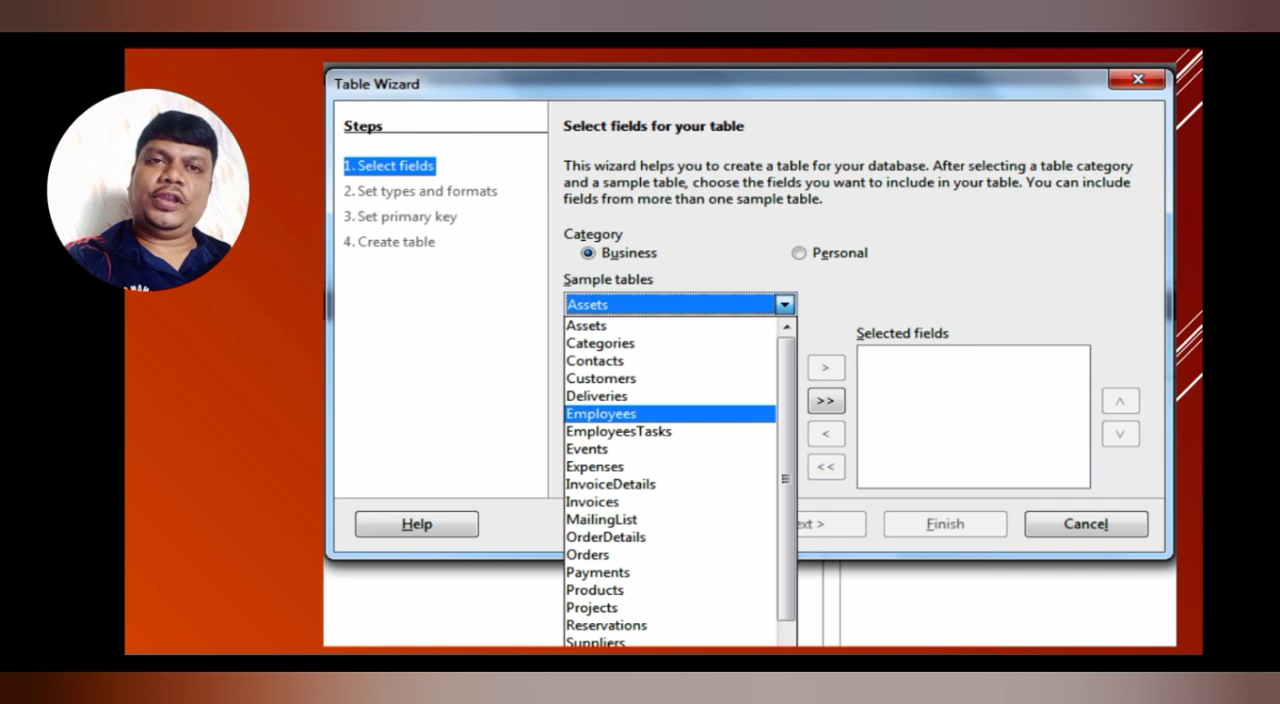 Table Wizard
Steps
1. Select fields
2. Set types and formats
3. Set primary key
4. Create table
Select fields for your table
This wizard helps you to create a table for your database. After selecting a table category
and a sample table, choose the fields you want to include in your table. You can include
fields from more than one sample table.
Category
Business
Personal
Sample tables
Assets
Assets
Categories
Contacts
Customers
Deliveries
Employees
EmployeesTasks
Events
Expenses
InvoiceDetails
Invoices
MailingList
OrderDetails
Orders
Payments
Products
Projects
Reservations
Suppliers
Selected fields
>
>>
<
<<
Help
ext >
Finish
Cancel